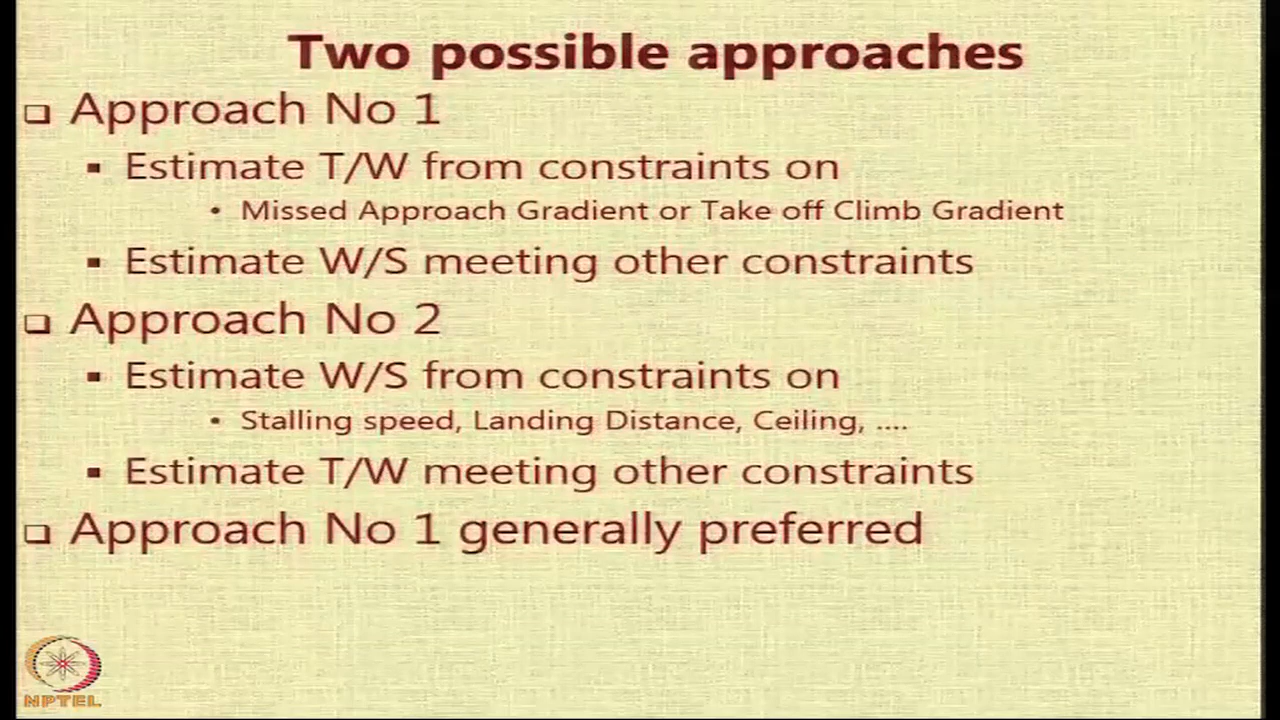 Two possible approaches
Approach No 1
Estimate T/W from constraints on
Missed Approach Gradient or Take off Climb Gradient
Estimate W/S meeting other constraints
Approach No 2
Estimate W/S from constraints on
Stalling speed, Landing Distance, Ceiling, ....
Estimate T/W meeting other constraints
Approach No 1 generally preferred
NPTEL